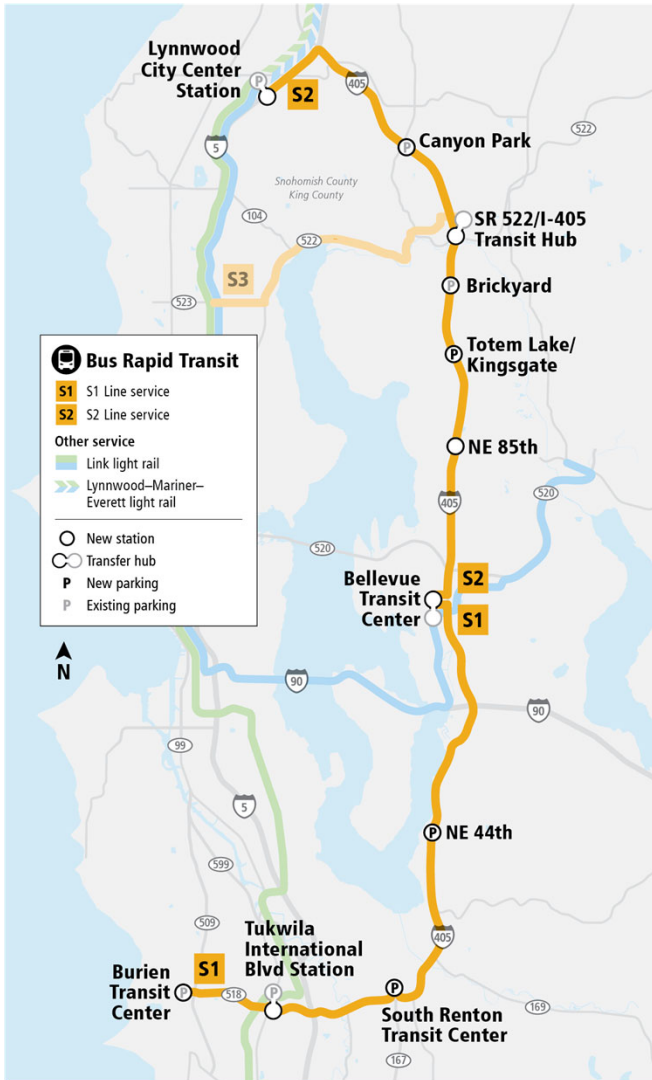 Lynnwood
City Center
Station
P
S2
405
5
Canyon Park
P
522
Snohomish County
King County
104
SR 522/I-405
Transit Hub
P
522
S3
523
Brickyard
P
Totem Lake/
Kingsgate
P
Bus Rapid Transit
S1 S1 Line service
S2 S2 Line service
Other service
Link light rail
Lynnwood–Mariner–
Everett light rail
New station
Transfer hub
P New parking
P Existing parking
N
NE 85th
405
520
520
Bellevue
Transit
Center
S2
S1
90
90
99
5
NE 44th
P
599
509
405
Tukwila
International
Blvd Station
P
S1
Burien
Transit
Center
P
518
P
South Renton
Transit Center
169
167